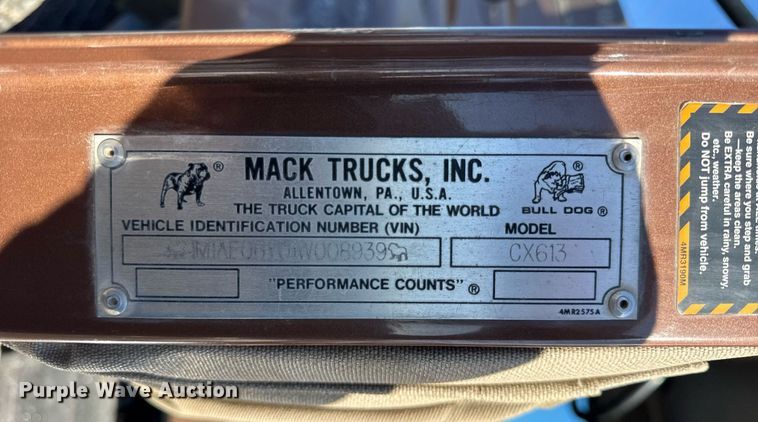 MACK TRUCKS, INC.
ALLENTOWN, PA., U.S.A.
THE TRUCK CAPITAL OF THE WORLD
BULL DOG ®
VEHICLE IDENTIFICATION NUMBER (VIN)
MODEL
CX613
"PERFORMANCE COUNTS" ®
4MR2575A
Be sure where you step and grab
—keep the areas clean.
Be EXTRA careful in rainy, snowy,
etc., weather.
Do NOT jump from vehicle.
4MR3190M
Purple Wave Auction